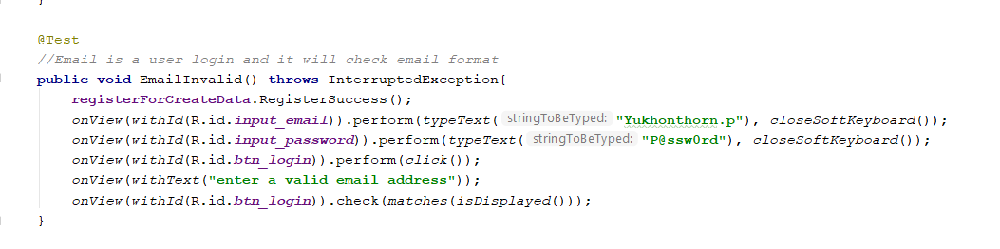 }
@Test
//Email is a user login and it will check email format
public void EmailInvalid() throws InterruptedException{
registerForCreateData.RegisterSuccess();
onView(withId(R.id.input_email)).perform(typeText( stringToBeTyped: "Yukhonthorn.p"), closeSoftKeyboard());
onView(withId(R.id.input_password)).perform(typeText( stringToBeTyped: "P@ssw0rd"), closeSoftKeyboard());
onView(withId(R.id.btn_login)).perform(click());
onView(withText("enter a valid email address"));
onView(withId(R.id.btn_login)).check(matches(isDisplayed()));
}